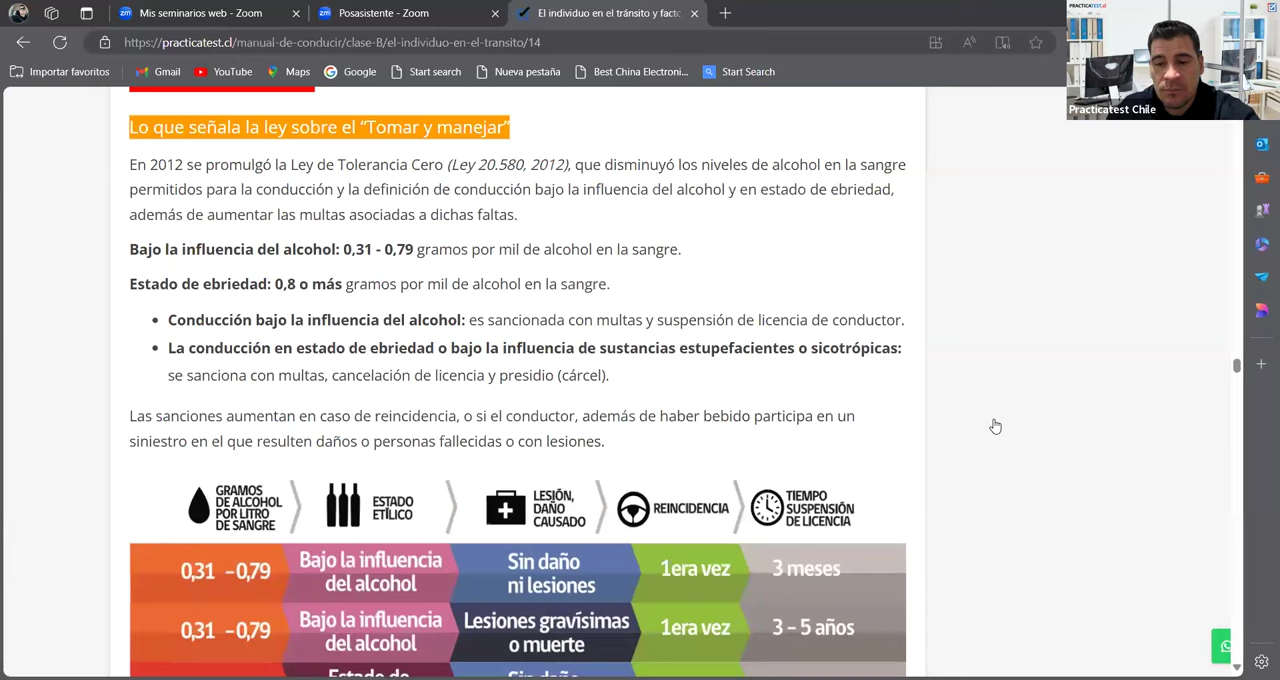 Mis seminarios web - Zoom
Posasistente - Zoom
El individuo en el tránsito y facto
https://practicatest.cl/manual-de-conducir/clase-B/el-individuo-en-el-transito/14
Importar favoritos
Gmail
YouTube
Maps
Google
Start search
Nueva pestaña
Best China Electroni...
Start Search
PRACTICATEST.cl
Practicatest Chile
Lo que señala la ley sobre el “Tomar y manejar”
En 2012 se promulgó la Ley de Tolerancia Cero (Ley 20.580, 2012), que disminuyó los niveles de alcohol en la sangre
permitidos para la conducción y la definición de conducción bajo la influencia del alcohol y en estado de ebriedad,
además de aumentar las multas asociadas a dichas faltas.
Bajo la influencia del alcohol: 0,31 - 0,79 gramos por mil de alcohol en la sangre.
Estado de ebriedad: 0,8 o más gramos por mil de alcohol en la sangre.
• Conducción bajo la influencia del alcohol: es sancionada con multas y suspensión de licencia de conductor.
• La conducción en estado de ebriedad o bajo la influencia de sustancias estupefacientes o sicotrópicas:
se sanciona con multas, cancelación de licencia y presidio (cárcel).
Las sanciones aumentan en caso de reincidencia, o si el conductor, además de haber bebido participa en un
siniestro en el que resulten daños o personas fallecidas o con lesiones.
GRAMOS
DE ALCOHOL
POR LITRO
DE SANGRE
ESTADO
ETÍLICO
LESIÓN,
DAÑO
CAUSADO
REINCIDENCIA
TIEMPO
SUSPENSIÓN
DE LICENCIA
0,31 -0,79
Bajo la influencia
del alcohol
Sin daño
ni lesiones
1era vez
3 meses
0,31 -0,79
Bajo la influencia
del alcohol
Lesiones gravísimas
o muerte
1era vez
3 - 5 años
Estado de
Sin daño